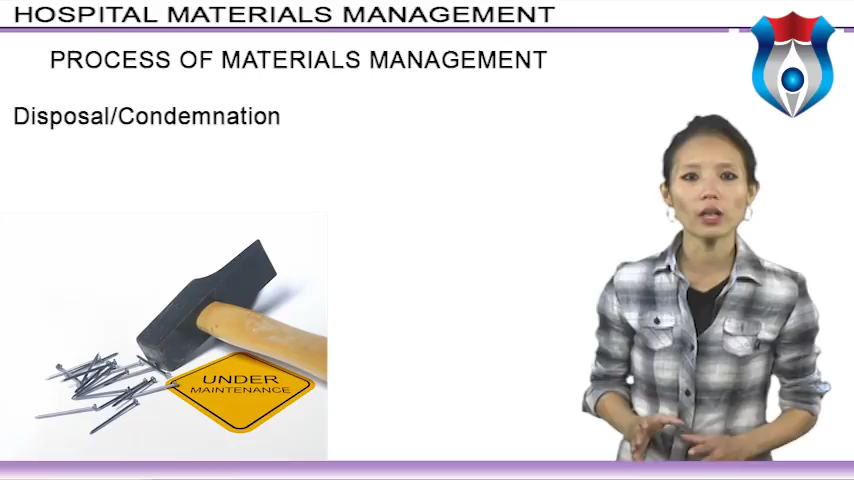 HOSPITAL MATERIALS MANAGEMENT
PROCESS OF MATERIALS MANAGEMENT
Disposal/Condemnation
UNDER
MAINTENANCE